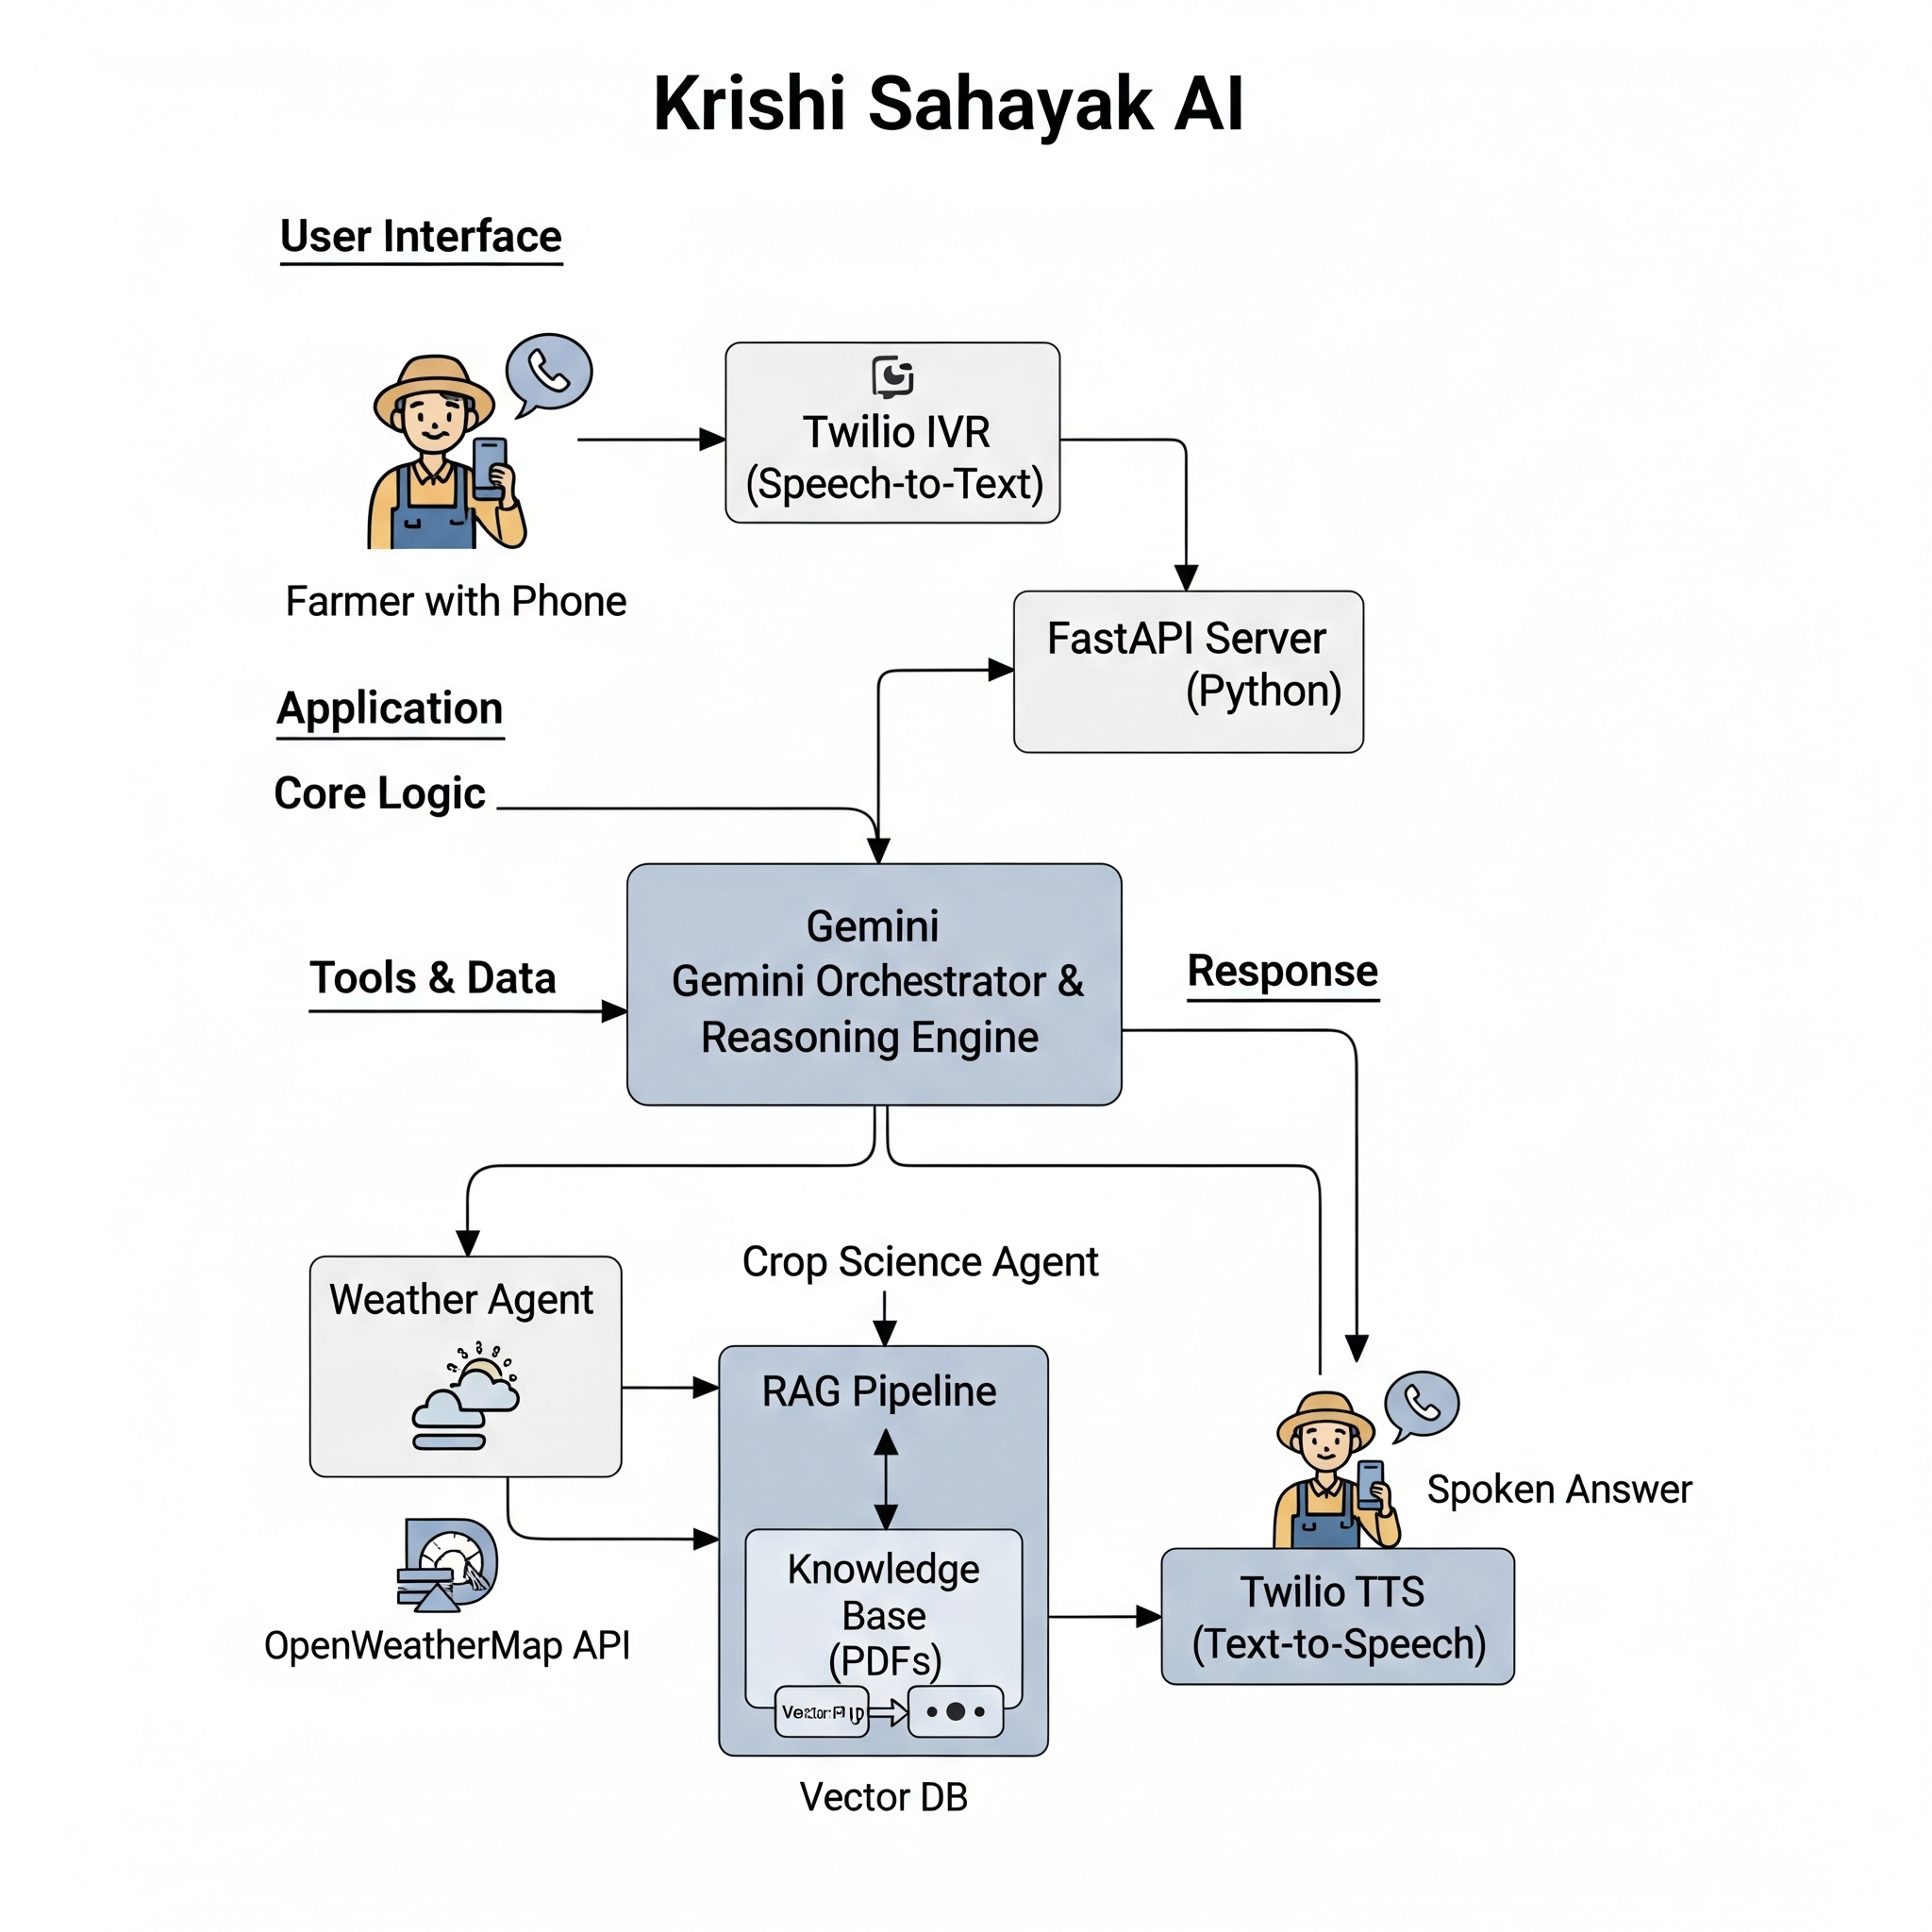 Krishi Sahayak AI
User Interface
Twilio IVR
(Speech-to-Text)
Farmer with Phone
FastAPI Server
(Python)
Application
Core Logic
Gemini
Gemini Orchestrator &
Reasoning Engine
Tools & Data
Response
Weather Agent
Crop Science Agent
RAG Pipeline
Knowledge
Base
(PDFs)
OpenWeatherMap API
Spoken Answer
Twilio TTS
(Text-to-Speech)
Vector DB